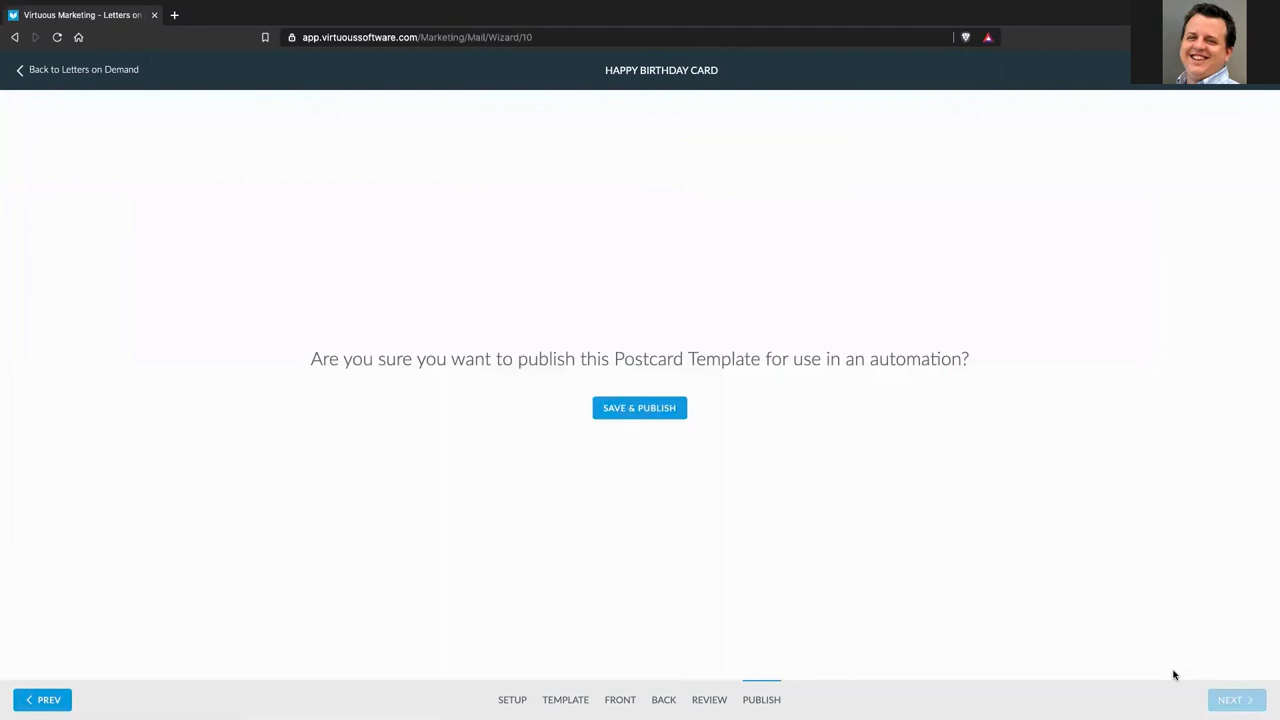 Virtuous Marketing - Letters on
app.virtuoussoftware.com/Marketing/Mail/Wizard/10
Back to Letters on Demand
HAPPY BIRTHDAY CARD
Are you sure you want to publish this Postcard Template for use in an automation?
SAVE & PUBLISH
PREV
SETUP TEMPLATE FRONT BACK REVIEW PUBLISH
NEXT